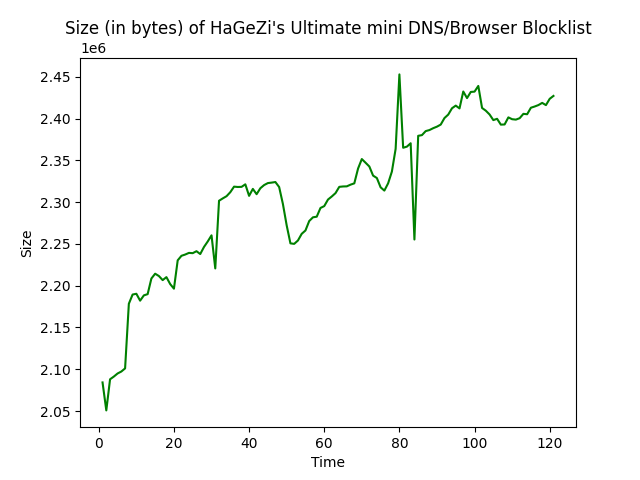 Size (in bytes) of HaGeZi's Ultimate mini DNS/Browser Blocklist
1e6
2.45
2.40
2.35
2.30
2.25
2.20
2.15
2.10
2.05
Size
0 20 40 60 80 100 120
Time